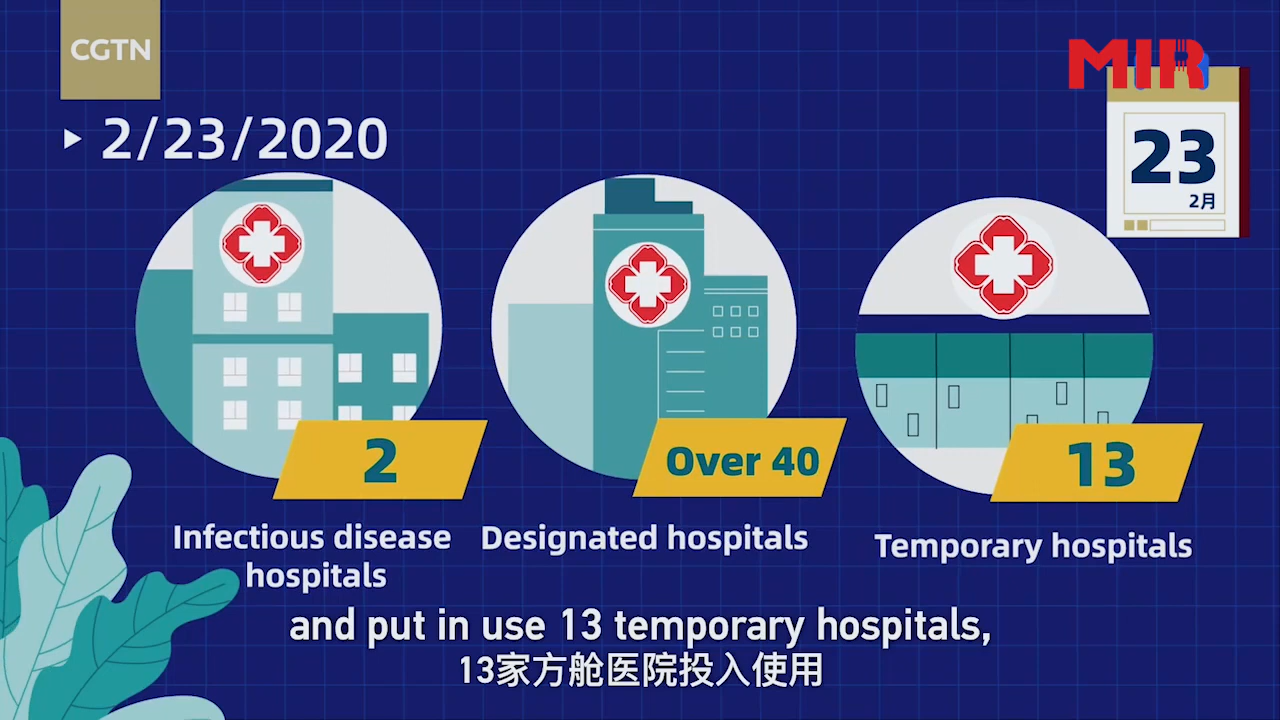 CGTN
MIR
2/23/2020
23
2月
2
Over 40
13
Infectious disease
hospitals
Designated hospitals
Temporary hospitals
and put in use 13 temporary hospitals,
13家方舱医院投入使用